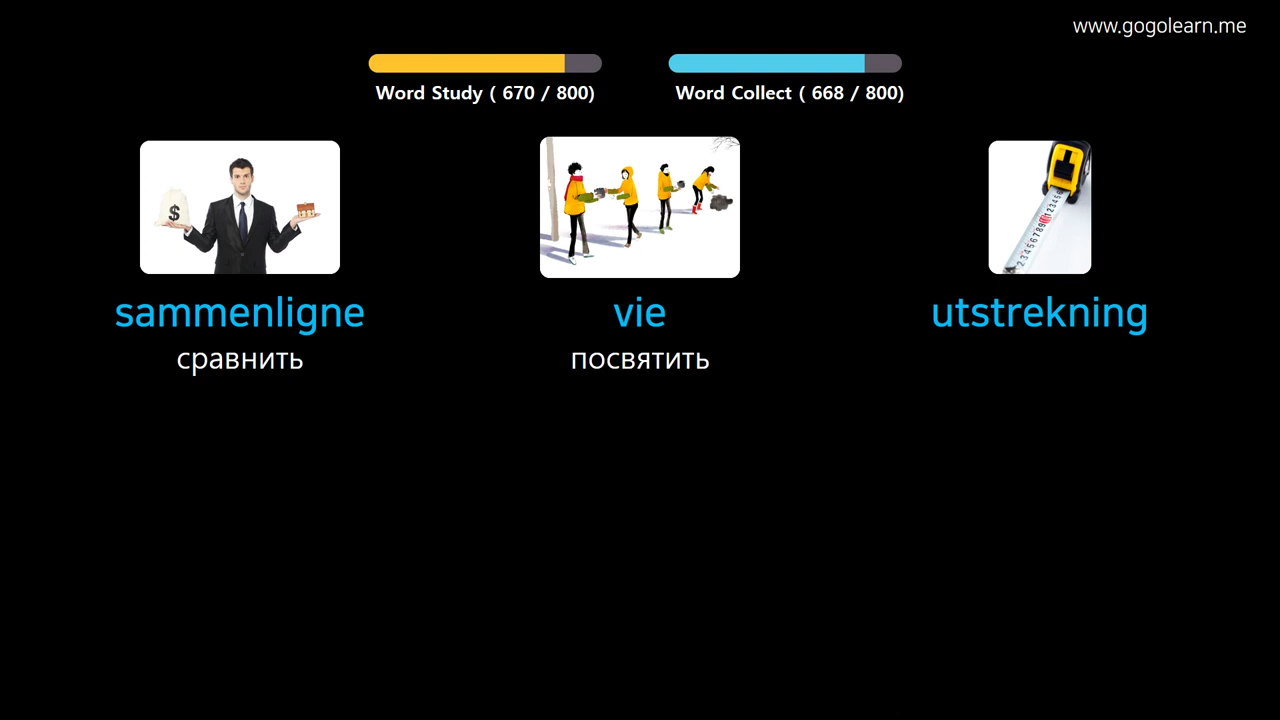 www.gogolearn.me
Word Study ( 670 / 800)
Word Collect ( 668 / 800)
sammenligne
сравнить
vie
посвятить
utstrekning